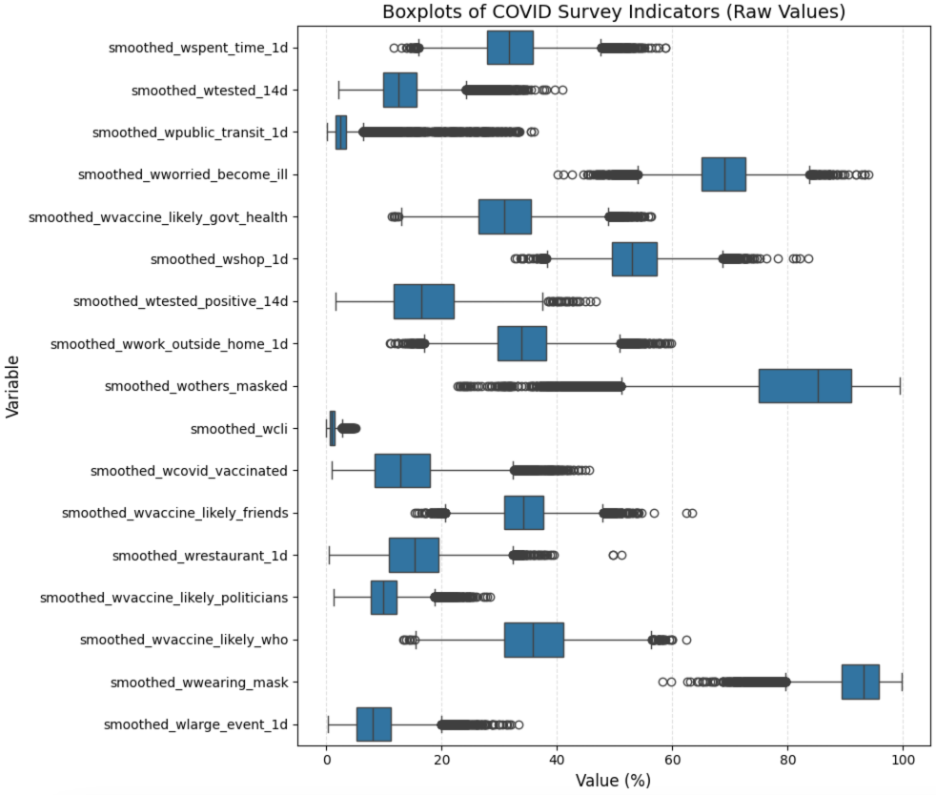 Boxplots of COVID Survey Indicators (Raw Values)
smoothed_wspent_time_1d
smoothed_wtested_14d
smoothed_wpublic_transit_1d
smoothed_wworried_become_ill
smoothed_wvaccine_likely_govt_health
smoothed_wshop_1d
smoothed_wtested_positive_14d
smoothed_wwork_outside_home_1d
smoothed_wothers_masked
smoothed_wcli
smoothed_wcovid_vaccinated
smoothed_wvaccine_likely_friends
smoothed_wrestaurant_1d
smoothed_wvaccine_likely_politicians
smoothed_wvaccine_likely_who
smoothed_wwearing_mask
smoothed_wlarge_event_1d
Variable
0 20 40 60 80 100
Value (%)